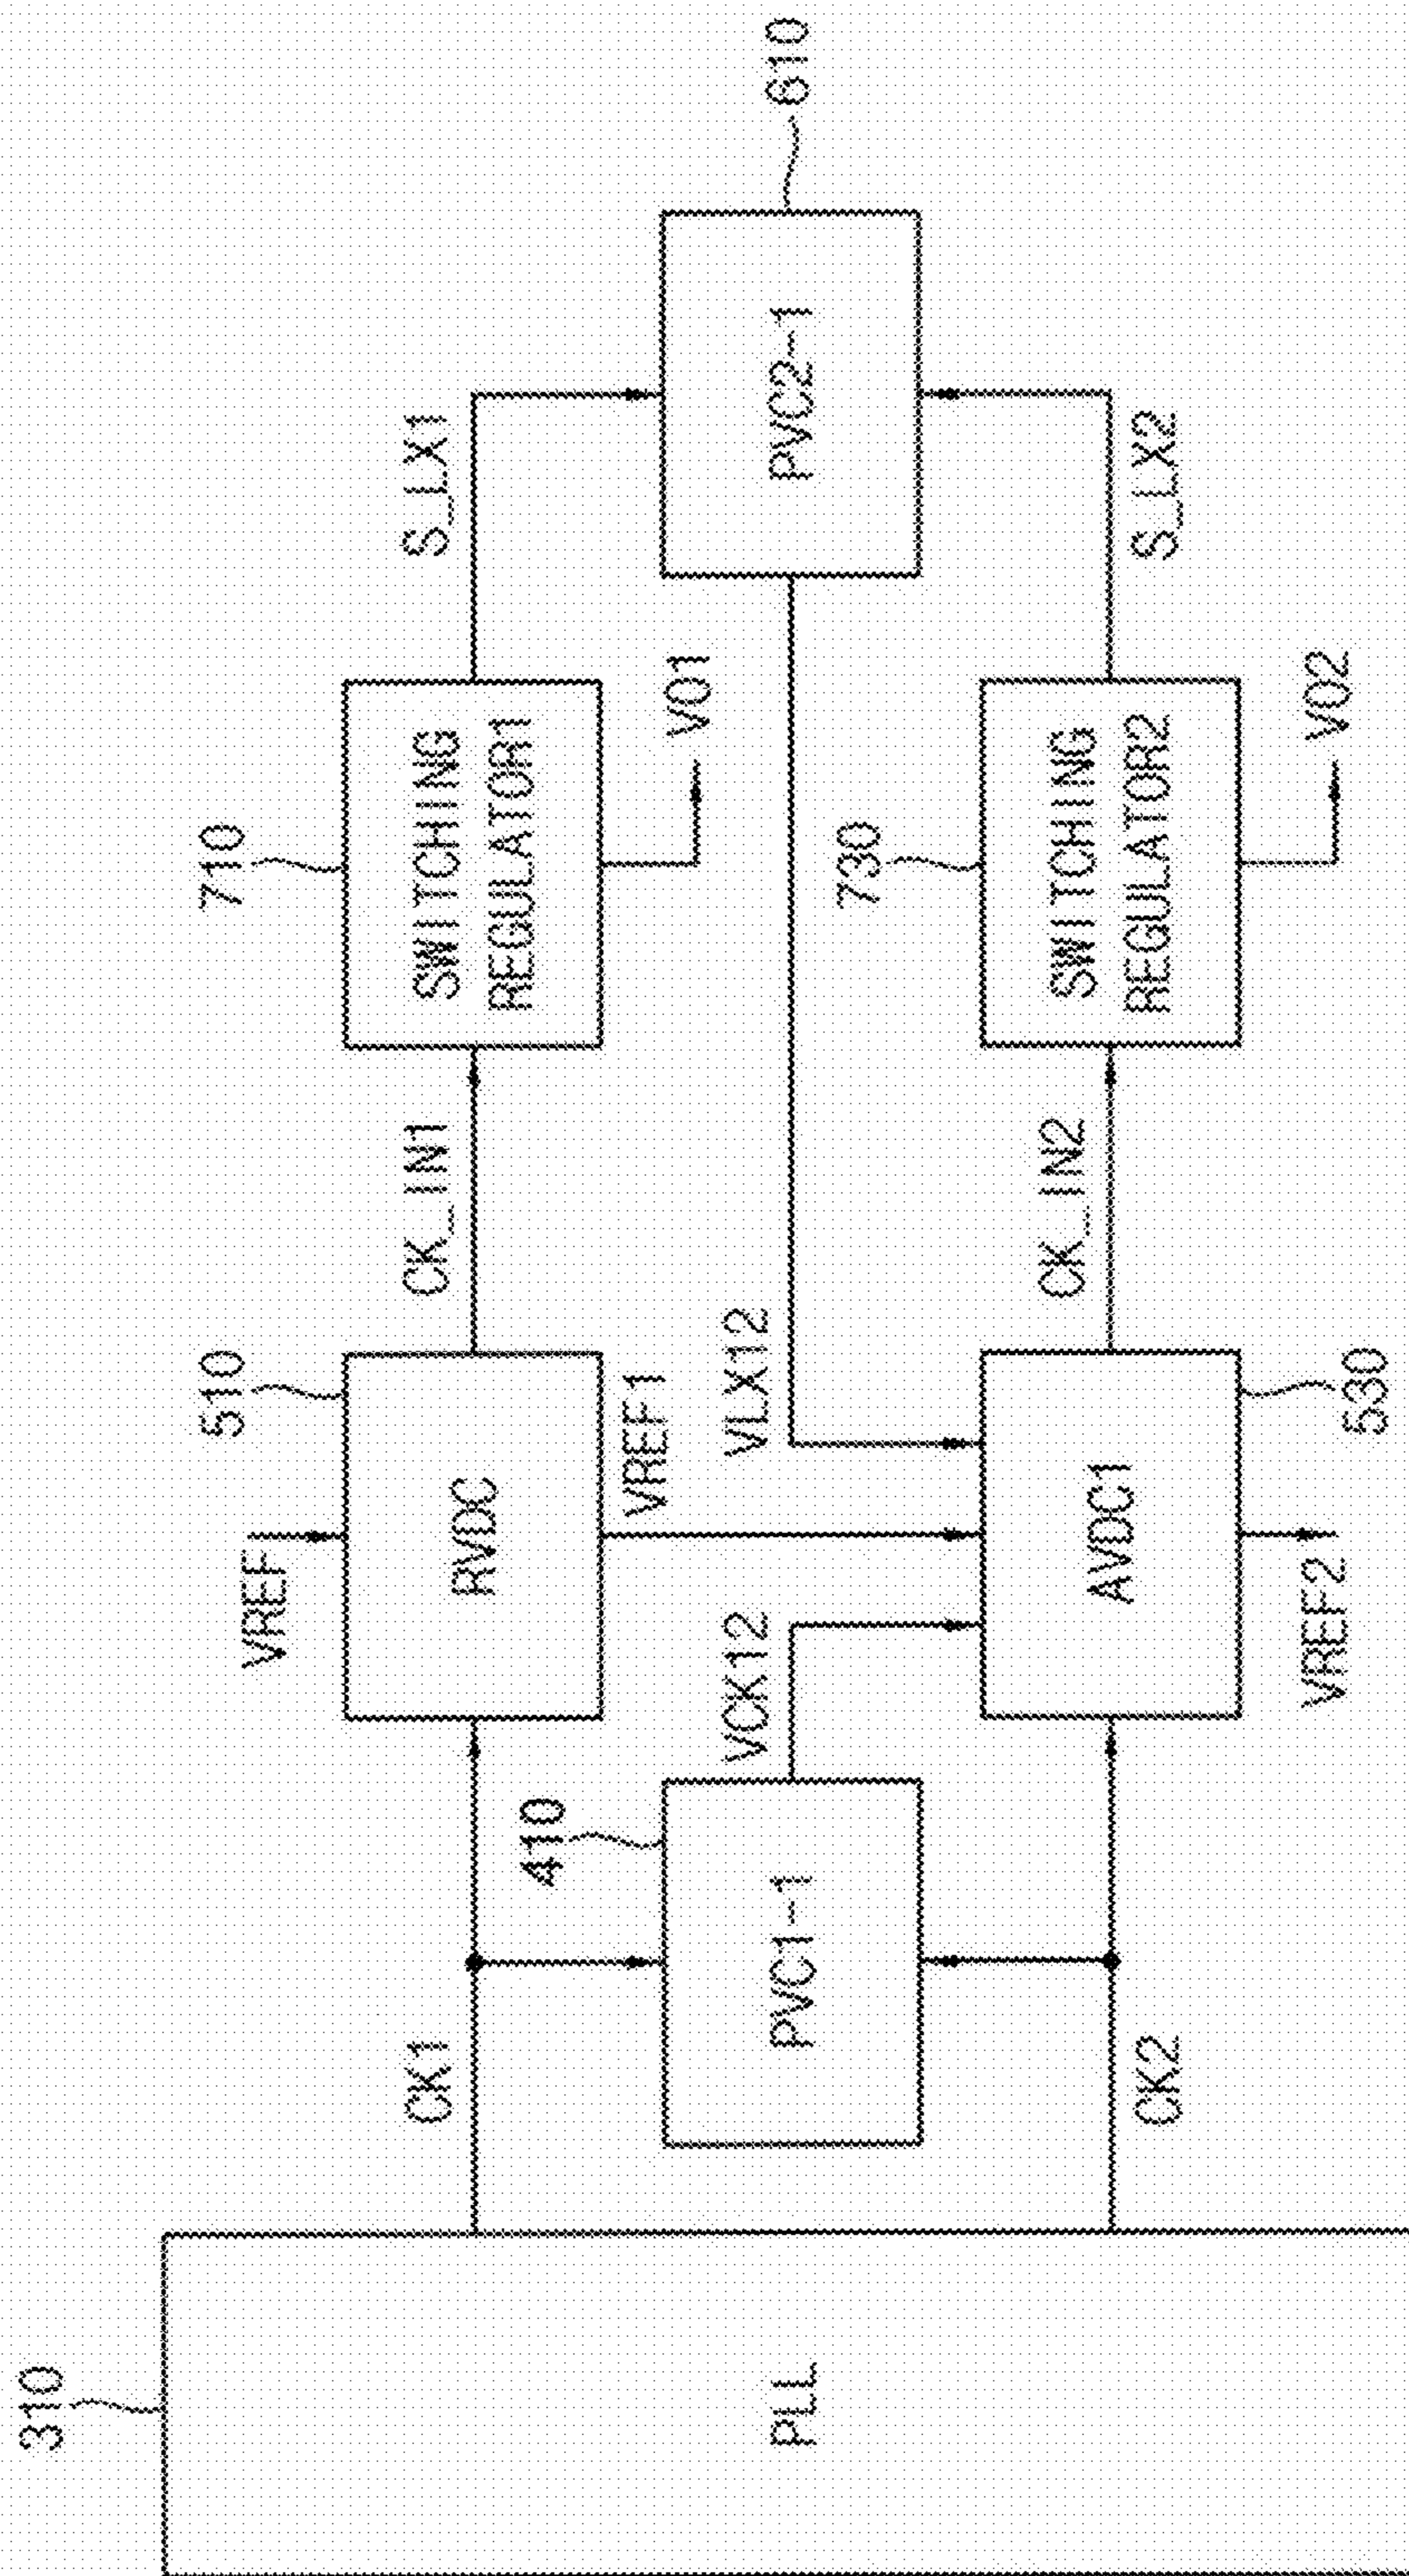 310
PLL
CK1
CK2
410
PVC1-1
VCK12
VREF
510
RVDC
VREF1
VLX12
AVDC1
530
VREF2
CK_IN1
CK_IN2
710
SWITCHING
REGULATOR1
VO1
730
SWITCHING
REGULATOR2
VO2
S_LX1
S_LX2
PVC2-1
610